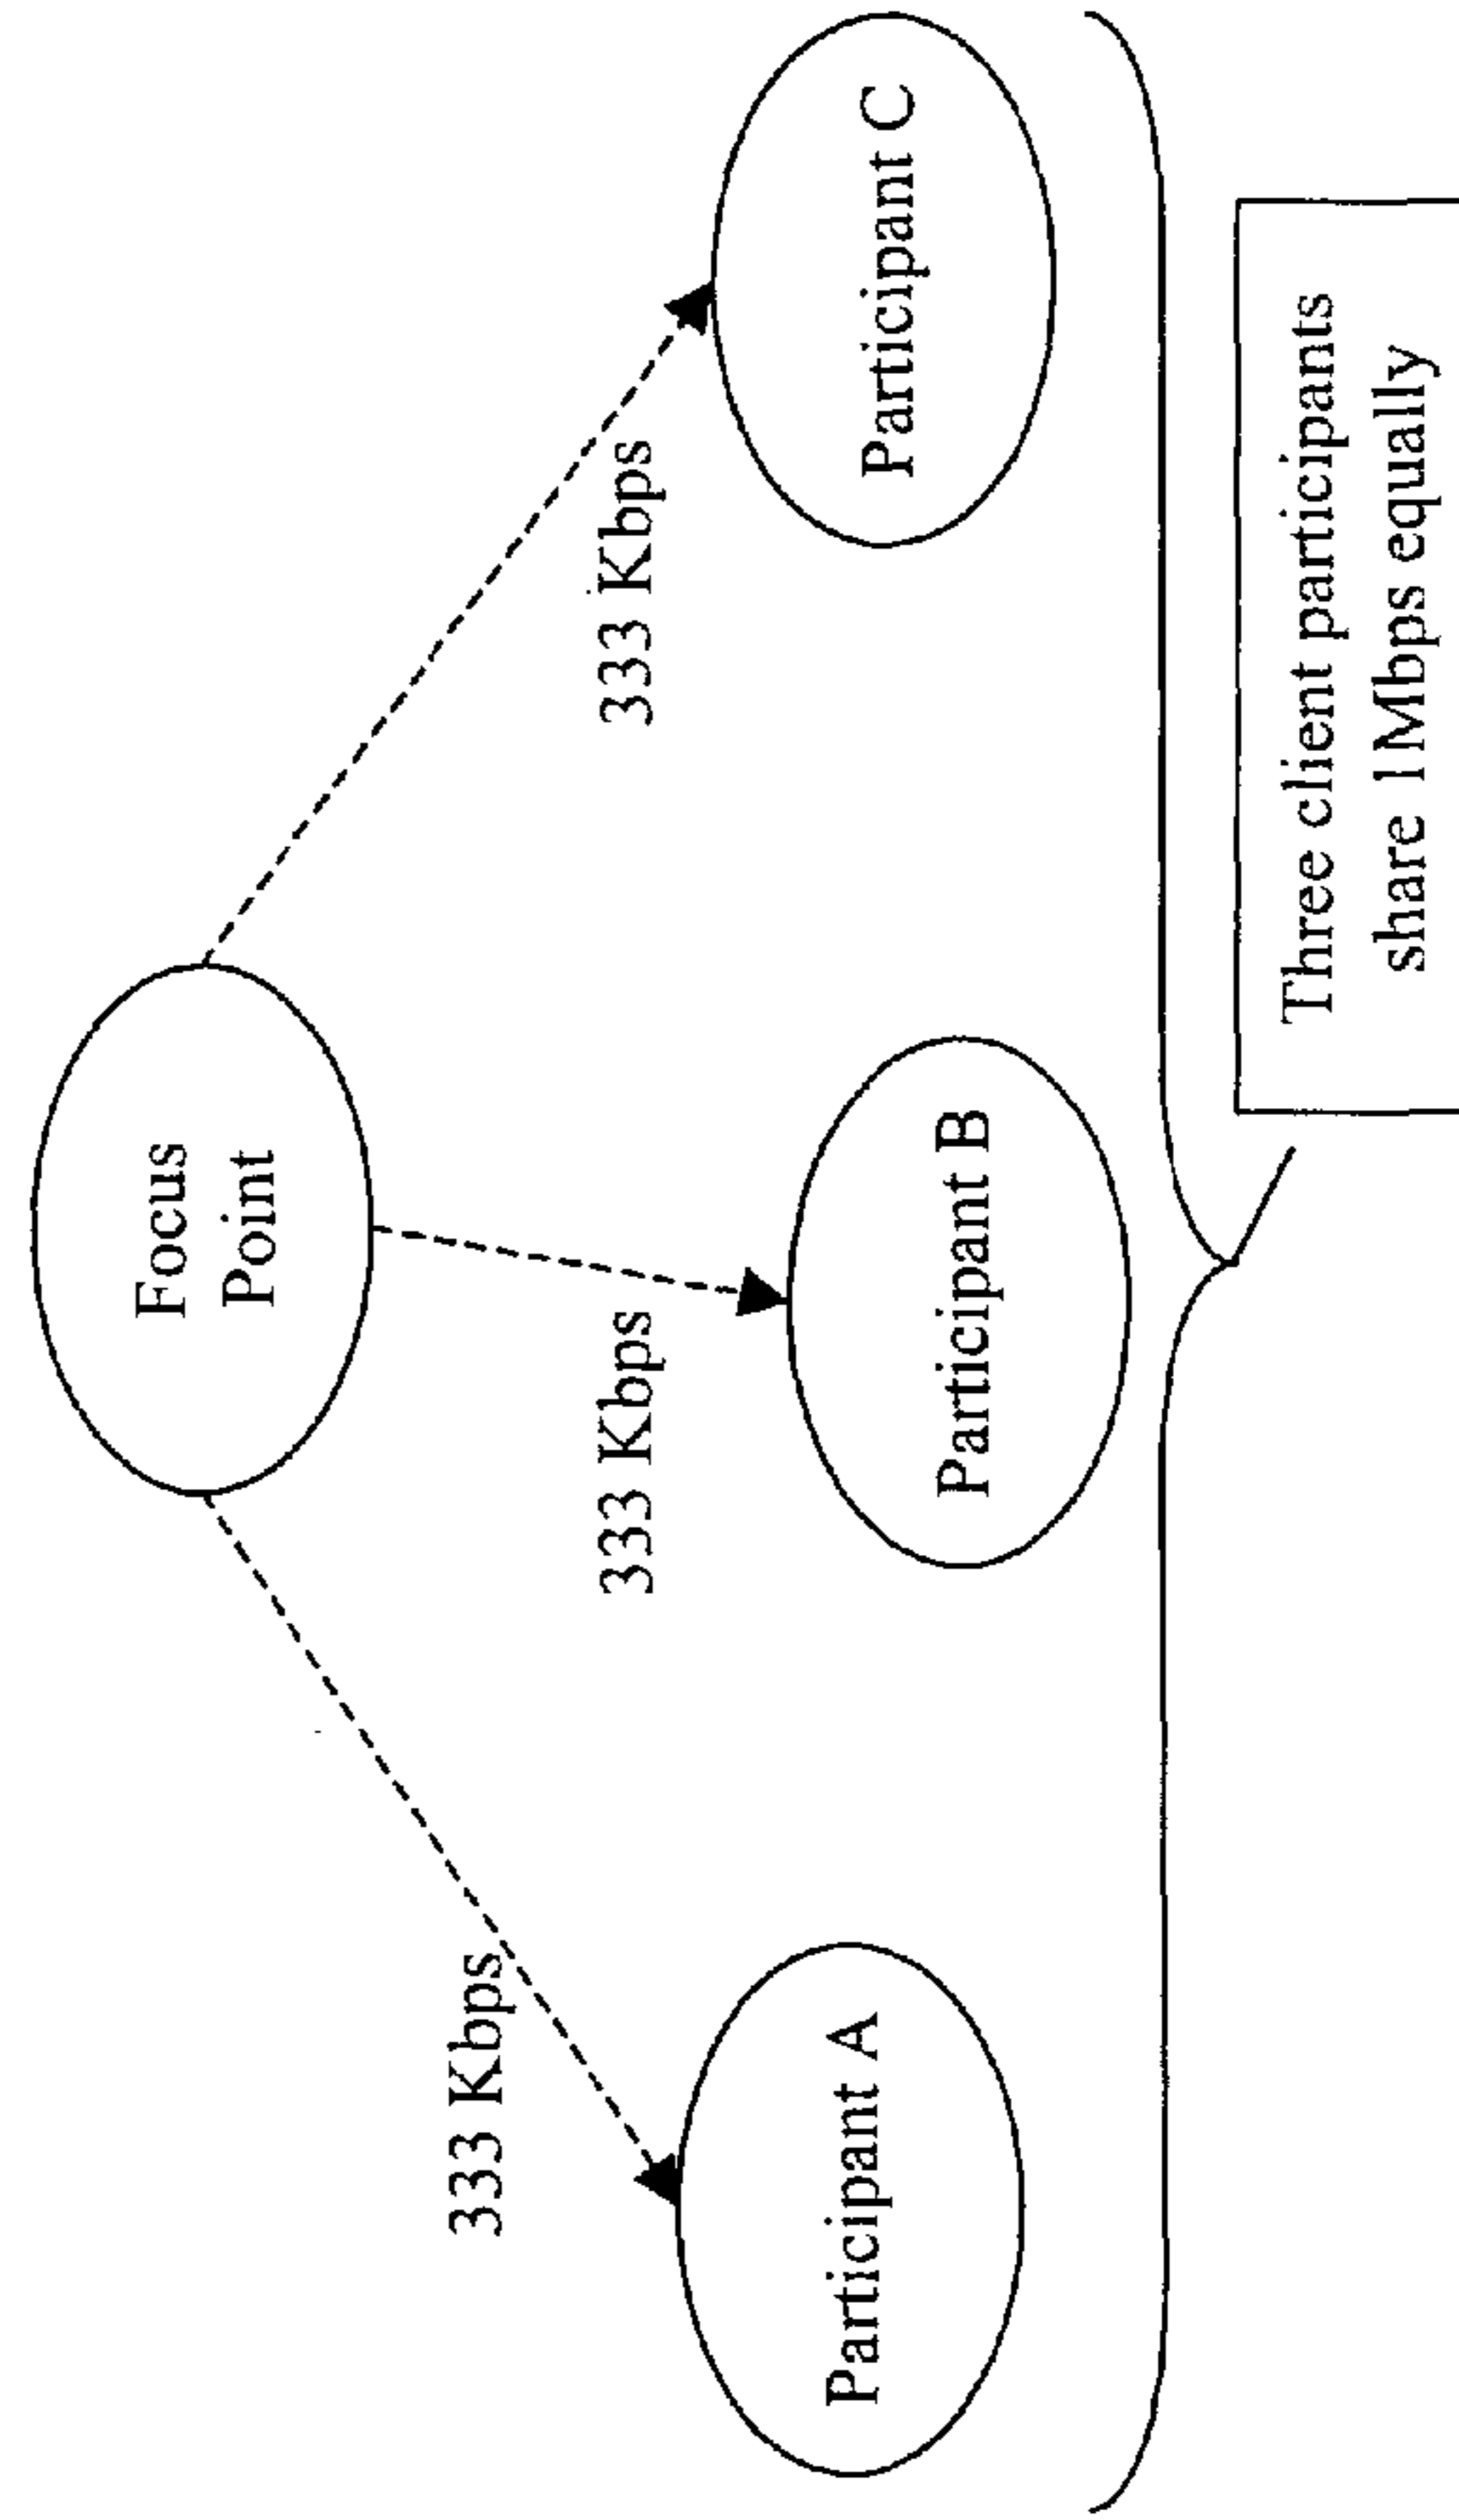 Focus
Point
333 Kbps
333 Kbps
333 Kbps
Participant A
Participant B
Participant C
Three client participants
share 1Mbps equally